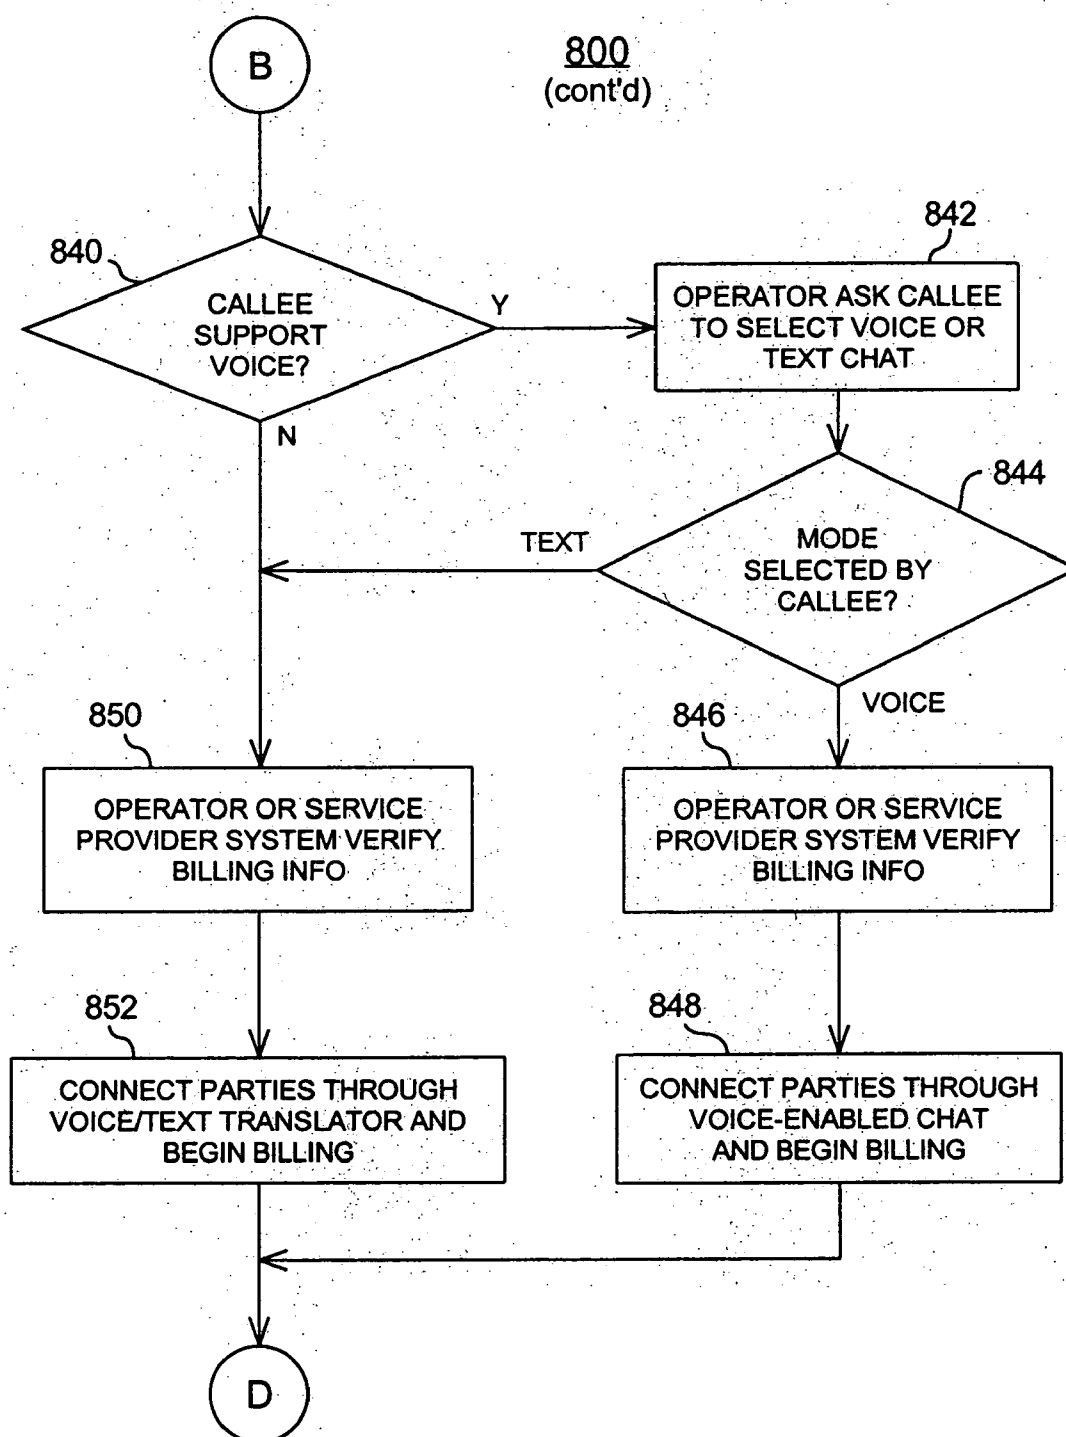 B
800
(cont'd)
840
CALLEE
SUPPORT
VOICE?
Y
N
842
OPERATOR ASK CALLEE
TO SELECT VOICE OR
TEXT CHAT
844
MODE
SELECTED BY
CALLEE?
TEXT
VOICE
850
OPERATOR OR SERVICE
PROVIDER SYSTEM VERIFY
BILLING INFO
846
OPERATOR OR SERVICE
PROVIDER SYSTEM VERIFY
BILLING INFO
852
CONNECT PARTIES THROUGH
VOICE/TEXT TRANSLATOR AND
BEGIN BILLING
848
CONNECT PARTIES THROUGH
VOICE-ENABLED CHAT
AND BEGIN BILLING
D